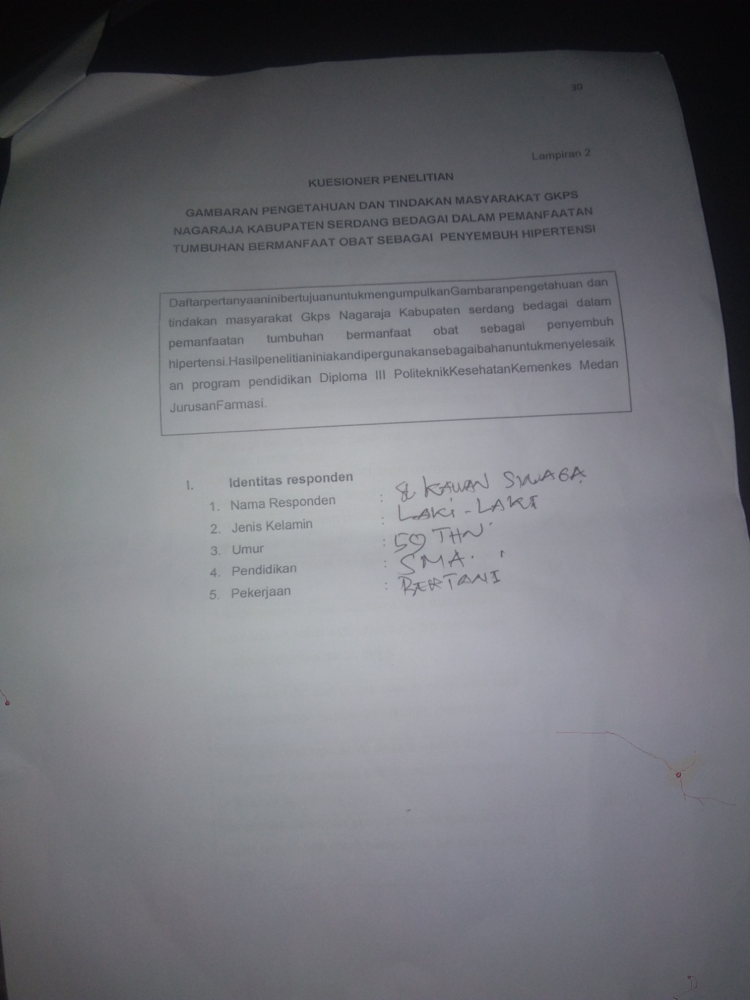 30
Lampiran 2
KUESIONER PENELITIAN
GAMBARAN PENGETAHUAN DAN TINDAKAN MASYARAKAT GKPS
NAGARAJA KABUPATEN SERDANG BEDAGAI DALAM PEMANFAATAN
TUMBUHAN BERMANFAAT OBAT SEBAGAI PENYEMBUH HIPERTENSI
DaftarpertanyaaninibertujuanuntukmengumpulkanGambaranpengetahuan dan
tindakan masyarakat Gkps Nagaraja Kabupaten serdang bedagai dalam
pemanfaatan tumbuhan bermanfaat obat sebagai penyembuh
hipertensi.Hasilpenelitianiniakandipergunakansebagaibahanuntukmenyelesaik
an program pendidikan Diploma III PoliteknikKesehatanKemenkes Medan
JurusanFarmasi.
I. Identitas responden
1. Nama Responden : SINAGA
2. Jenis Kelamin : LAKi-LAKI
3. Umur : 59 THN
4. Pendidikan : SMA.
5. Pekerjaan : BERTANI